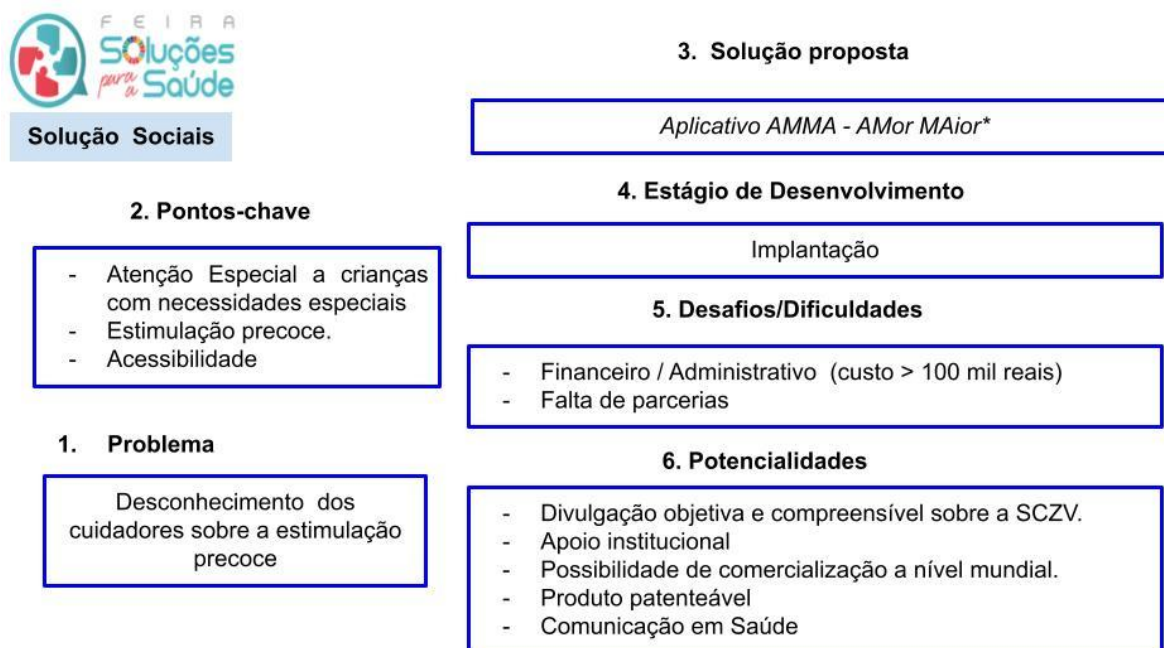 FEIRA
SOluções
para a
Saúde
Solução Sociais
2. Pontos-chave
- Atenção Especial a crianças
com necessidades especiais
- Estimulação precoce.
- Acessibilidade
1. Problema
Desconhecimento dos
cuidadores sobre a estimulação
precoce
3. Solução proposta
Aplicativo AMMA - AMor MAior*
4. Estágio de Desenvolvimento
Implantação
5. Desafios/Dificuldades
- Financeiro / Administrativo (custo > 100 mil reais)
- Falta de parcerias
6. Potencialidades
- Divulgação objetiva e compreensível sobre a SCZV.
- Apoio institucional
- Possibilidade de comercialização a nível mundial.
- Produto patenteável
- Comunicação em Saúde